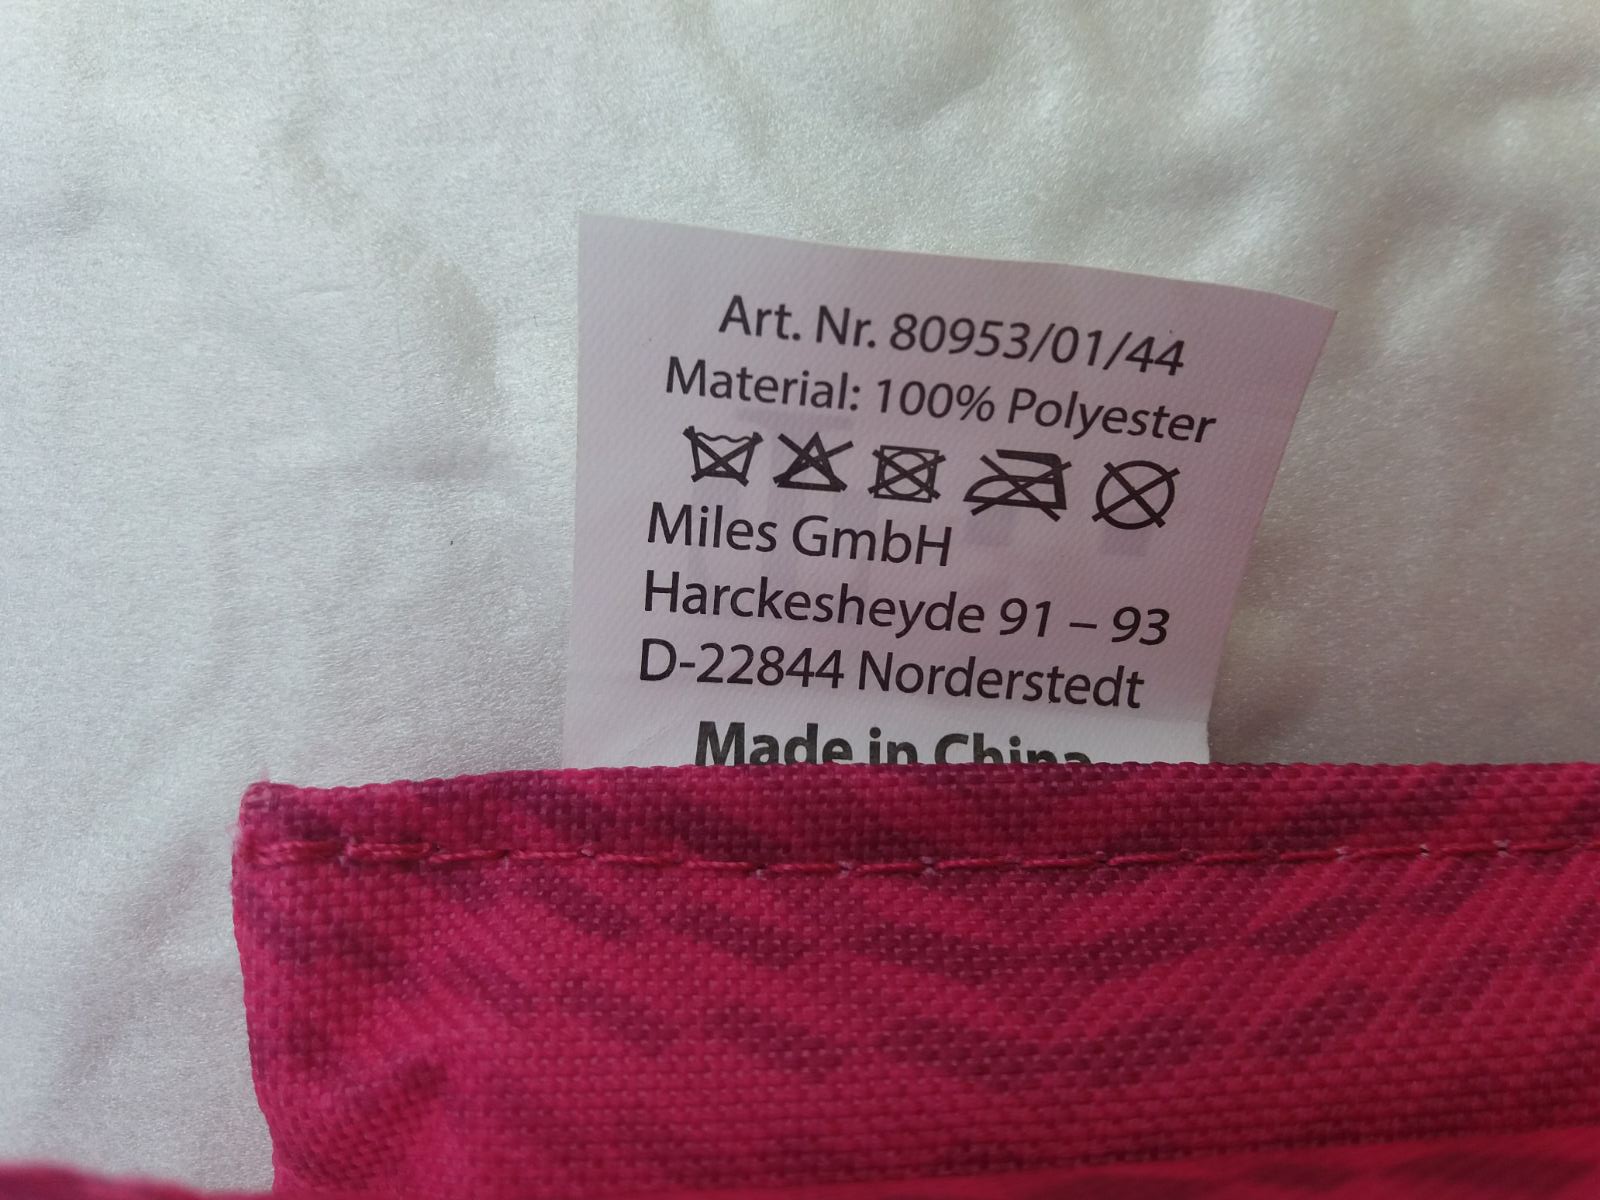 Art. Nr. 80953/01/44
Material: 100% Polyester
Miles GmbH
Harckesheyde 91 – 93
D-22844 Norderstedt
Made in China